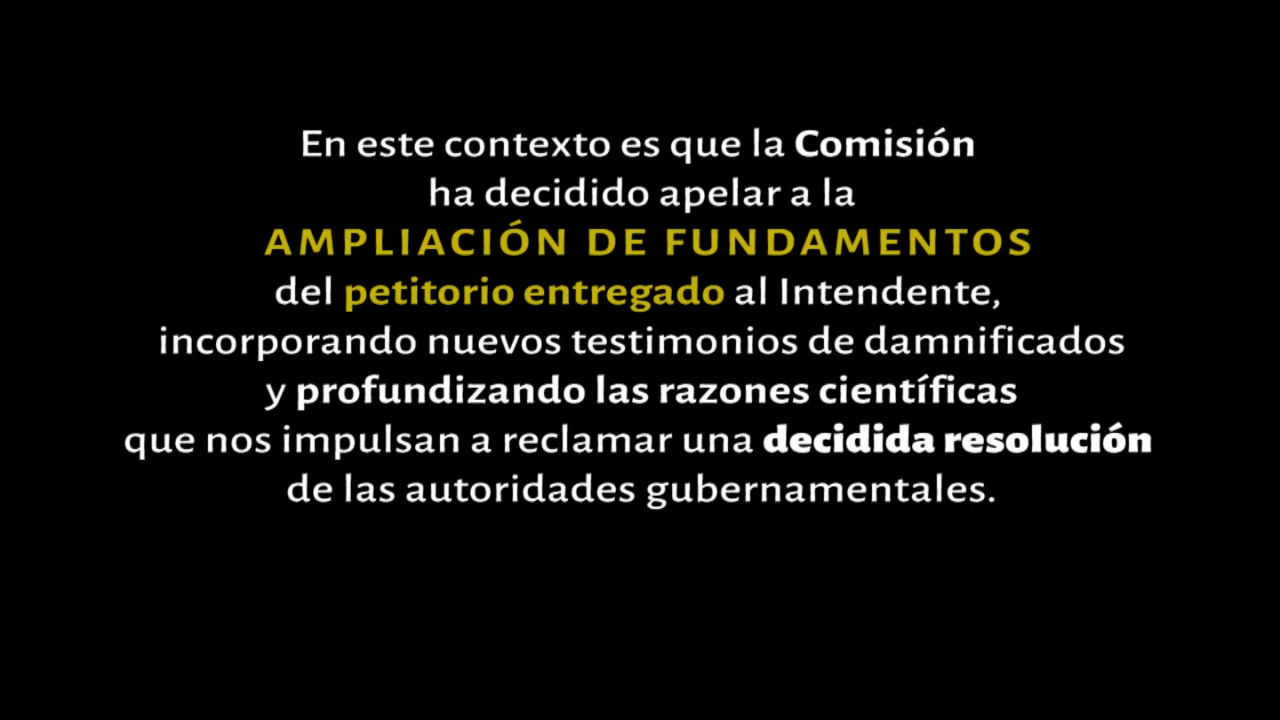 En este contexto es que la Comisión
ha decidido apelar a la
AMPLIACIÓN DE FUNDAMENTOS
del petitorio entregado al Intendente,
incorporando nuevos testimonios de damnificados
y profundizando las razones científicas
que nos impulsan a reclamar una decidida resolución
de las autoridades gubernamentales.